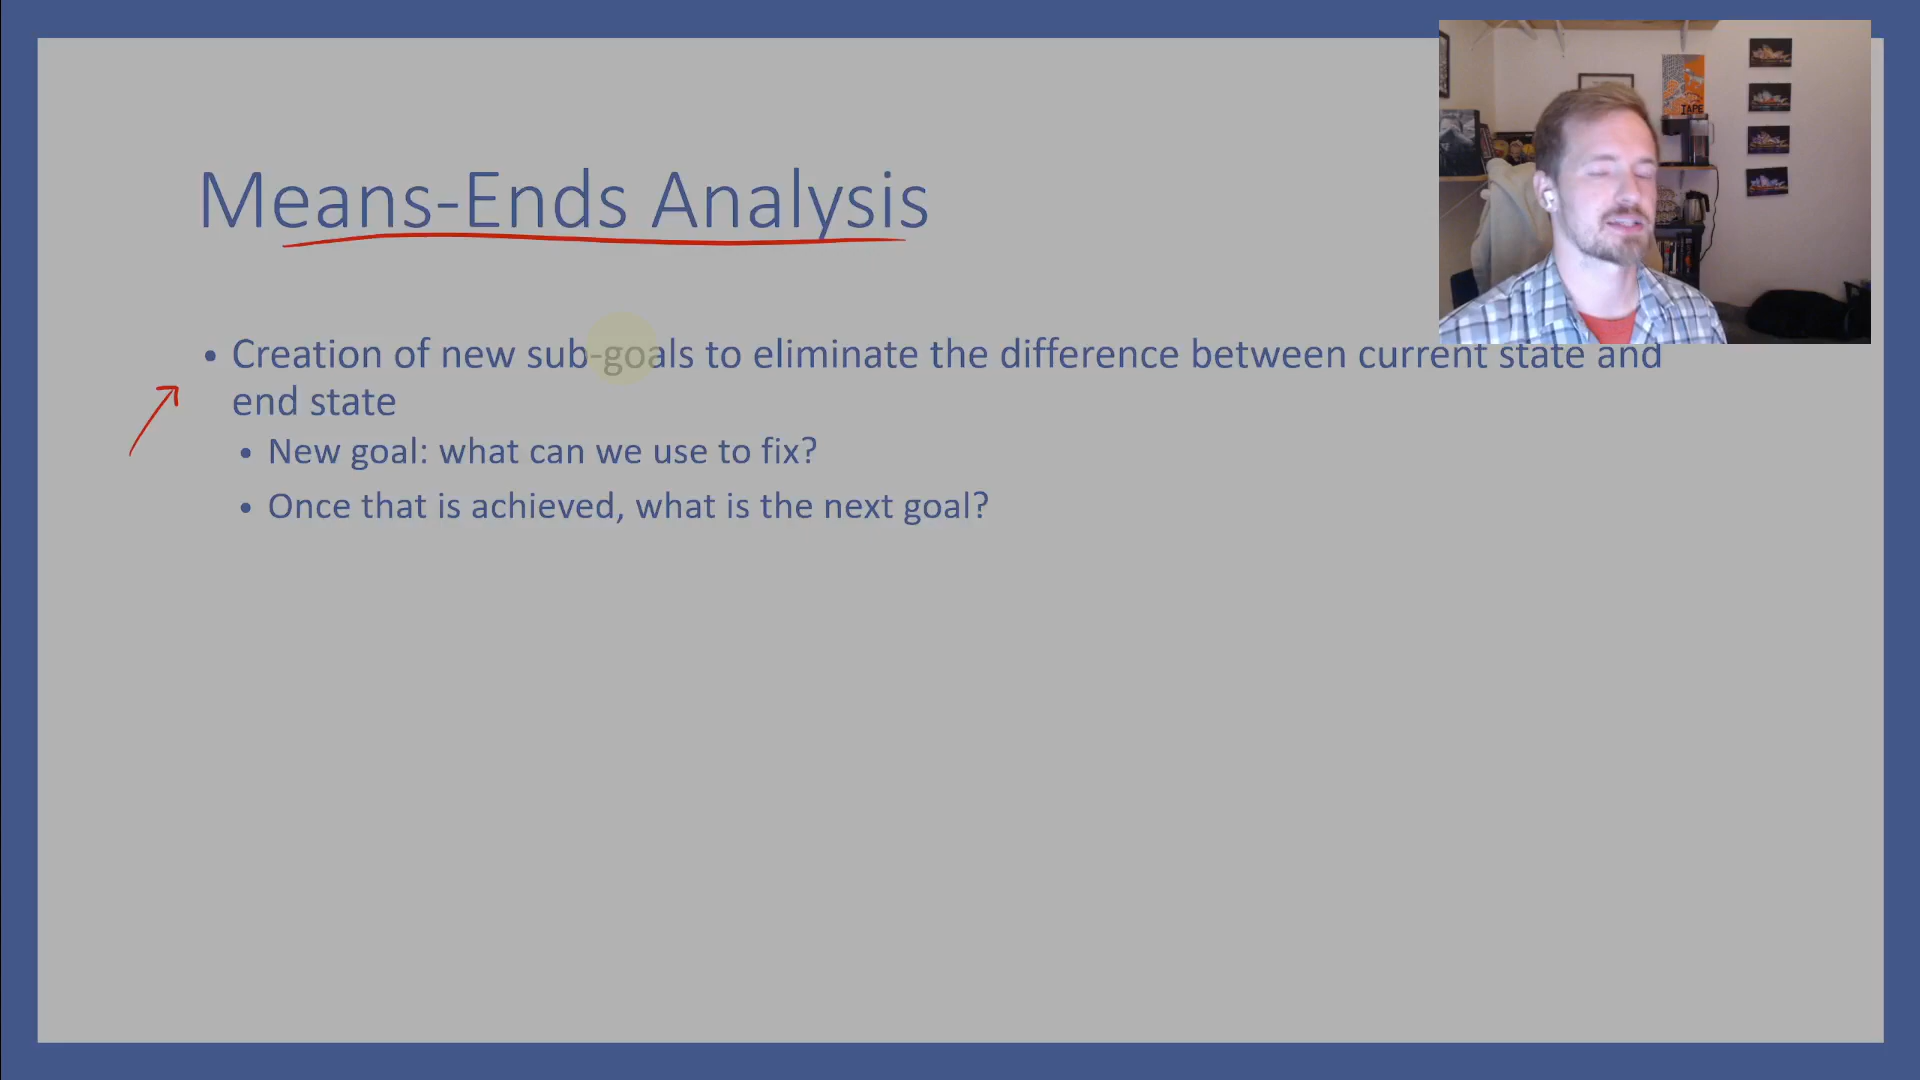 Means-Ends Analysis
TAPE
• Creation of new sub-goals to eliminate the difference between current state and
end state
• New goal: what can we use to fix?
• Once that is achieved, what is the next goal?